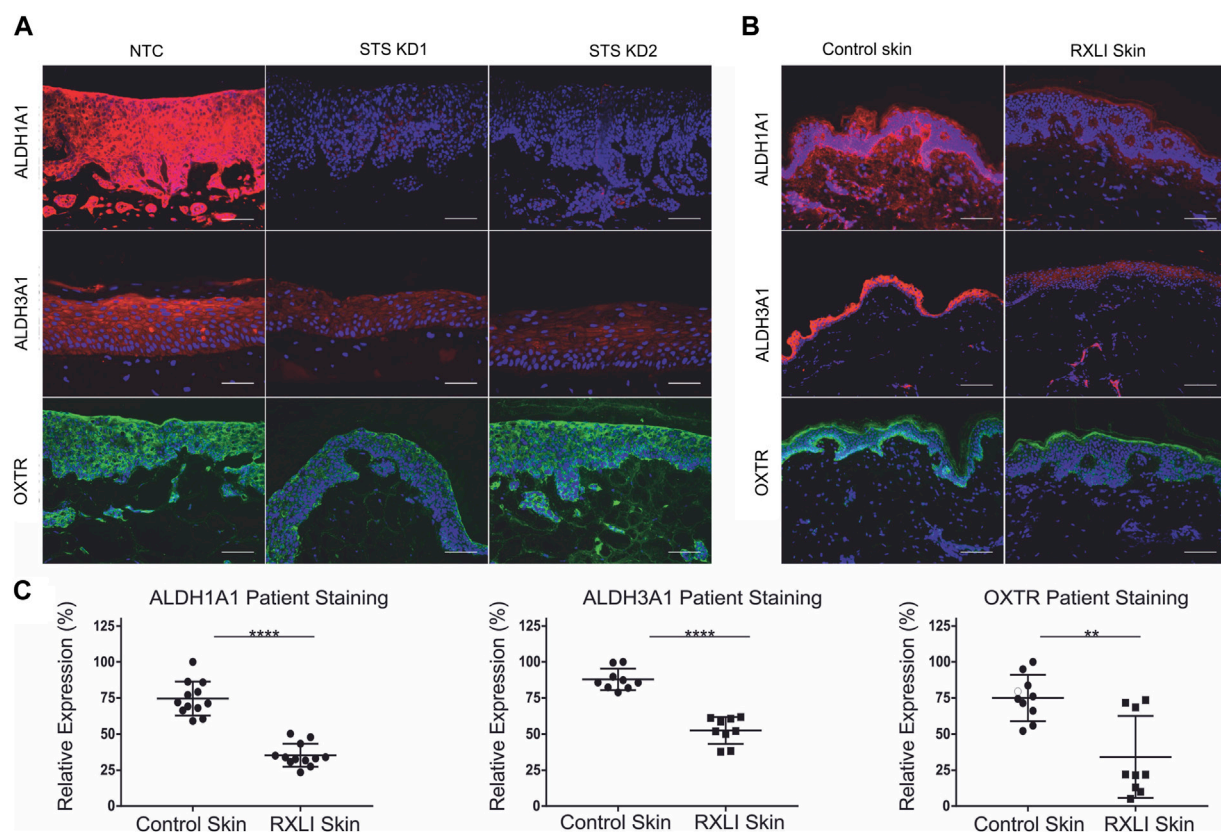 A
NTC
STS KD1
STS KD2
ALDH1A1
ALDH3A1
OXTR
B
Control skin
RXLI Skin
ALDH1A1
ALDH3A1
OXTR
C
ALDH1A1 Patient Staining
Relative Expression (%)
125
100
75
50
25
0
****
Control Skin
RXLI Skin
ALDH3A1 Patient Staining
Relative Expression (%)
125
100
75
50
25
0
****
Control Skin
RXLI Skin
OXTR Patient Staining
Relative Expression (%)
125
100
75
50
25
0
**
Control Skin
RXLI Skin